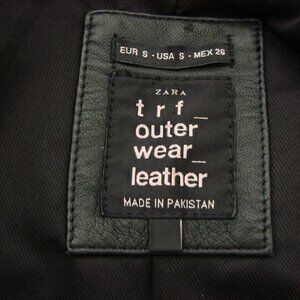 EUR S - USA S - MEX 26
ZARA
trf_
outer
wear_
leather
MADE IN PAKISTAN